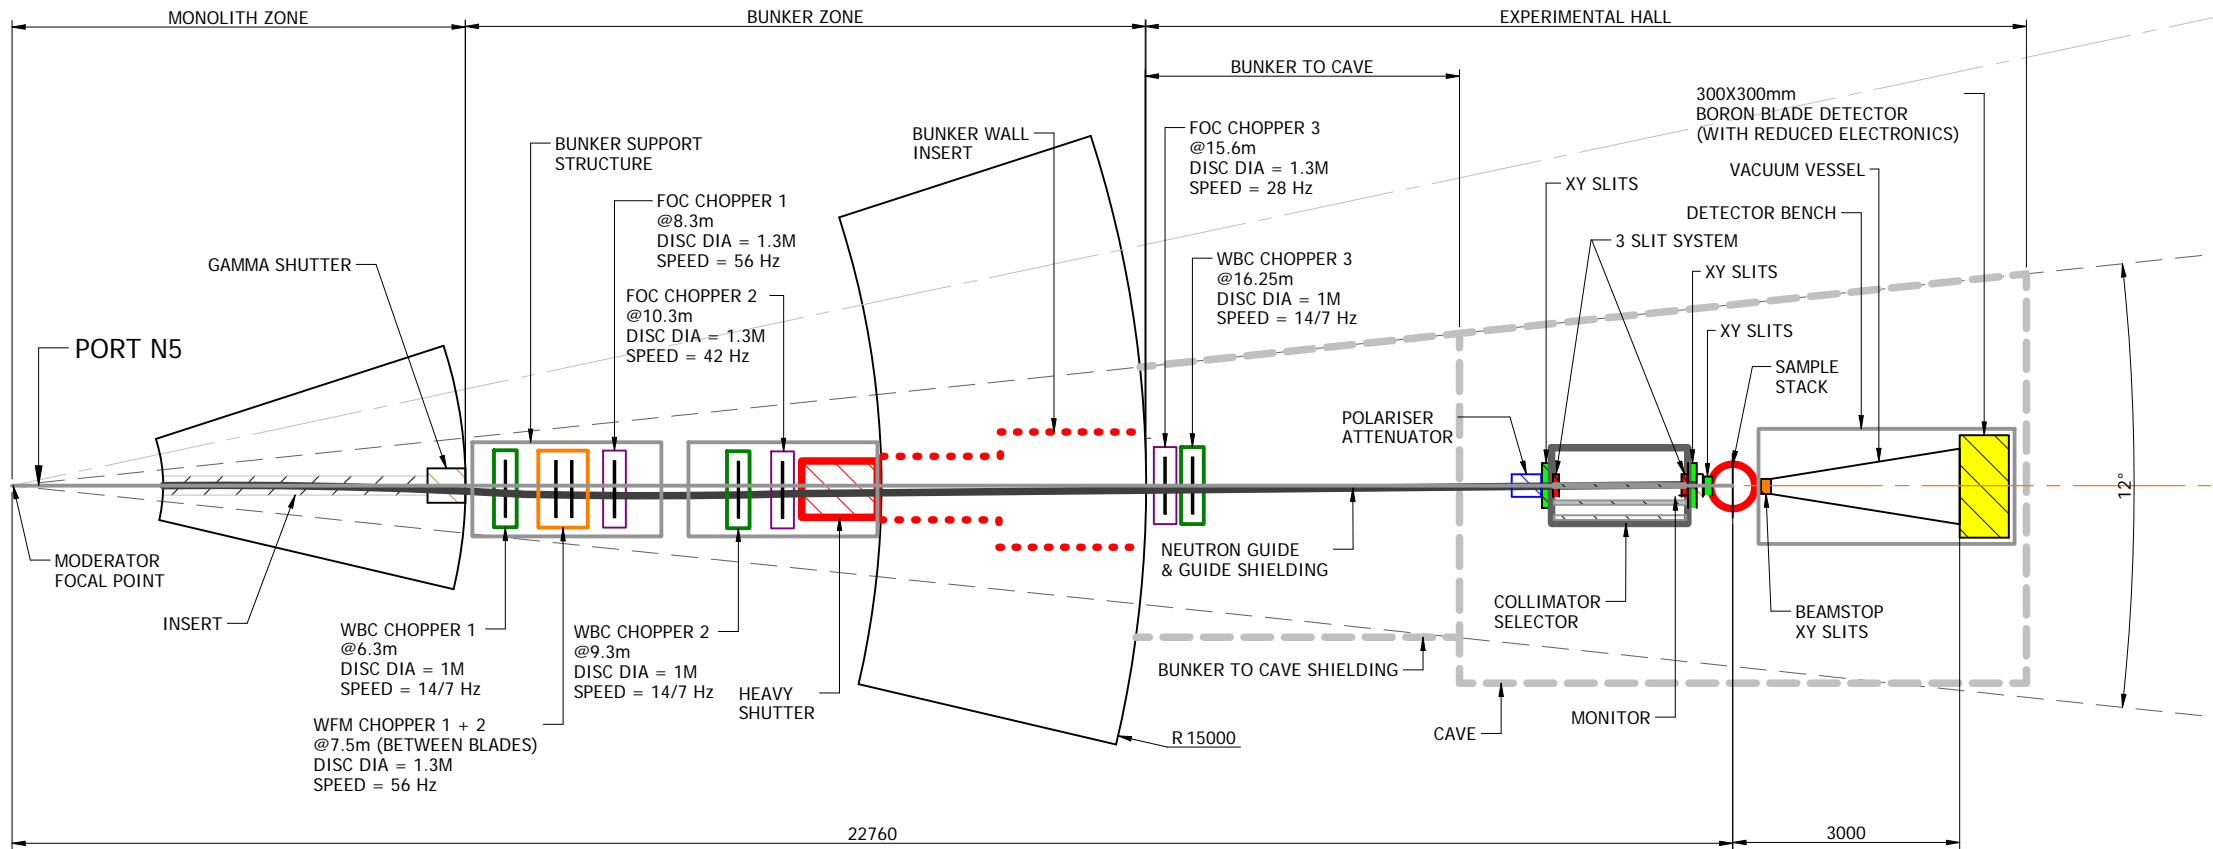 MONOLITH ZONE
BUNKER ZONE
EXPERIMENTAL HALL
BUNKER TO CAVE
300X300mm
BORON BLADE DETECTOR
(WITH REDUCED ELECTRONICS)
BUNKER SUPPORT
STRUCTURE
BUNKER WALL
INSERT
FOC CHOPPER 3
@15.6m
DISC DIA = 1.3M
SPEED = 28 Hz
XY SLITS
VACUUM VESSEL
FOC CHOPPER 1
@8.3m
DISC DIA = 1.3M
SPEED = 56 Hz
DETECTOR BENCH
3 SLIT SYSTEM
GAMMA SHUTTER
WBC CHOPPER 3
@16.25m
DISC DIA = 1M
SPEED = 14/7 Hz
XY SLITS
FOC CHOPPER 2
@10.3m
DISC DIA = 1.3M
SPEED = 42 Hz
XY SLITS
PORT N5
SAMPLE
STACK
POLARISER
ATTENUATOR
12°
MODERATOR
FOCAL POINT
NEUTRON GUIDE
& GUIDE SHIELDING
INSERT
COLLIMATOR
SELECTOR
BEAMSTOP
XY SLITS
WBC CHOPPER 1
@6.3m
DISC DIA = 1M
SPEED = 14/7 Hz
WBC CHOPPER 2
@9.3m
DISC DIA = 1M
SPEED = 14/7 Hz
BUNKER TO CAVE SHIELDING
HEAVY
SHUTTER
MONITOR
WFM CHOPPER 1 + 2
@7.5m (BETWEEN BLADES)
DISC DIA = 1.3M
SPEED = 56 Hz
R15000
CAVE
22760
3000